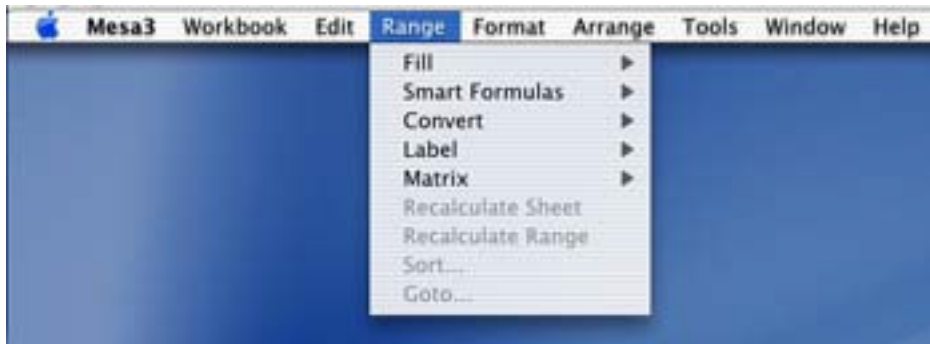 Mesa3 Workbook Edit Range Format Arrange Tools Window Help
Fill
Smart Formulas
Convert
Label
Matrix
Recalculate Sheet
Recalculate Range
Sort...
Goto...